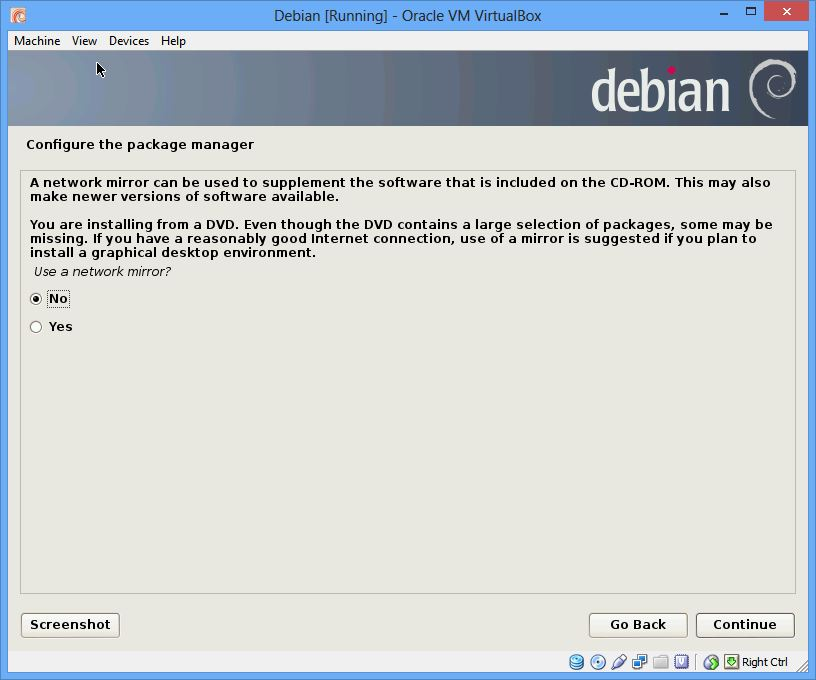 Debian [Running] - Oracle VM VirtualBox
Machine View Devices Help
debian
Configure the package manager
A network mirror can be used to supplement the software that is included on the CD-ROM. This may also
make newer versions of software available.
You are installing from a DVD. Even though the DVD contains a large selection of packages, some may be
missing. If you have a reasonably good Internet connection, use of a mirror is suggested if you plan to
install a graphical desktop environment.
Use a network mirror?
No
Yes
Screenshot Go Back Continue
Right Ctrl